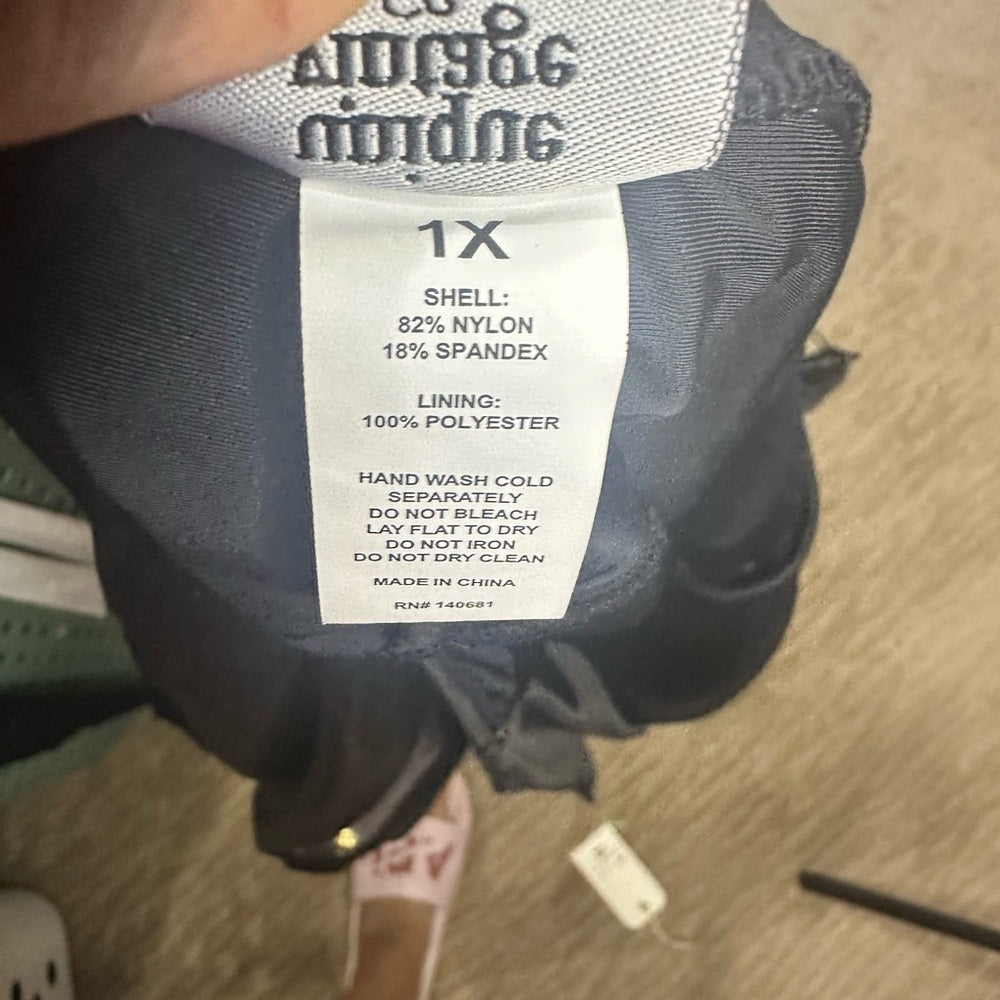 unique
vintage
1X
SHELL:
82% NYLON
18% SPANDEX
LINING:
100% POLYESTER
HAND WASH COLD
SEPARATELY
DO NOT BLEACH
LAY FLAT TO DRY
DO NOT IRON
DO NOT DRY CLEAN
MADE IN CHINA
RN# 140681